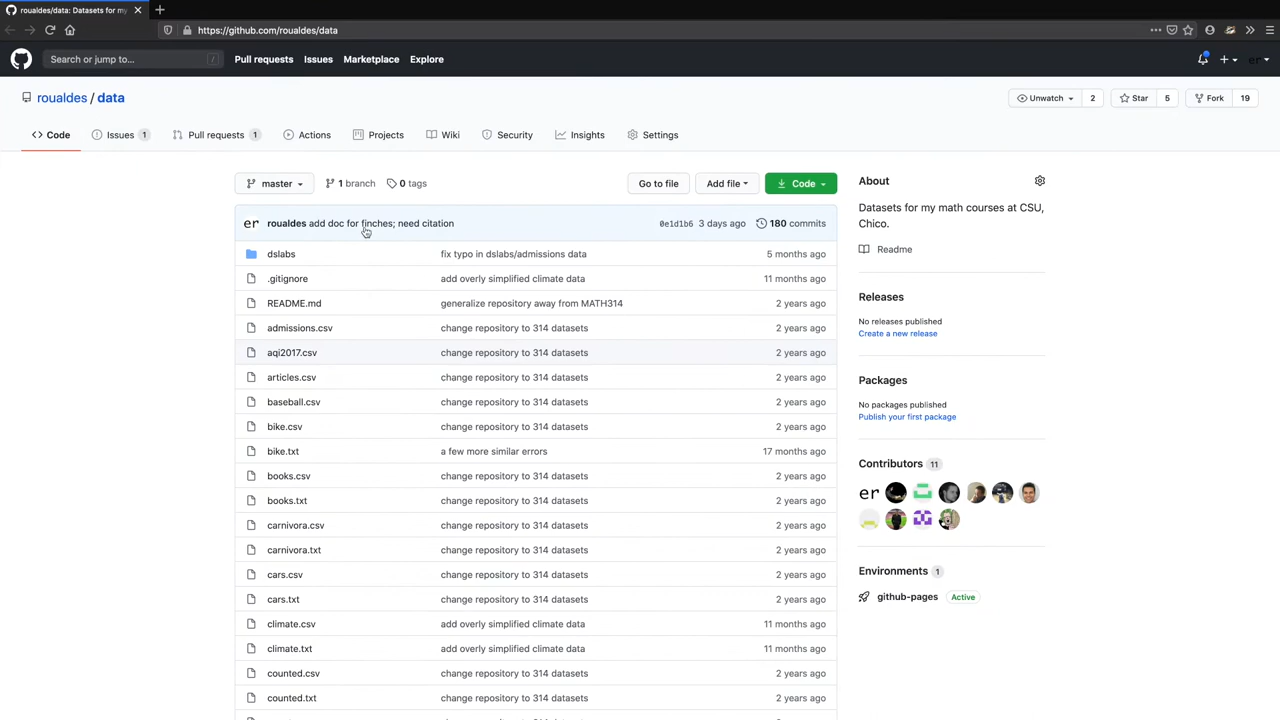 roualdes/data: Datasets for my
https://github.com/roualdes/data
Search or jump to...
/
Pull requests
Issues
Marketplace
Explore
roualdes / data
Unwatch
2
Star
5
Fork
19
Code
Issues 1
Pull requests 1
Actions
Projects
Wiki
Security
Insights
Settings
master
1 branch
0 tags
Go to file
Add file
Code
er roualdes add doc for finches; need citation 0e1d1b6 3 days ago 180 commits
dslabs fix typo in dslabs/admissions data 5 months ago
.gitignore add overly simplified climate data 11 months ago
README.md generalize repository away from MATH314 2 years ago
admissions.csv change repository to 314 datasets 2 years ago
aqi2017.csv change repository to 314 datasets 2 years ago
articles.csv change repository to 314 datasets 2 years ago
baseball.csv change repository to 314 datasets 2 years ago
bike.csv change repository to 314 datasets 2 years ago
bike.txt a few more similar errors 17 months ago
books.csv change repository to 314 datasets 2 years ago
books.txt change repository to 314 datasets 2 years ago
carnivora.csv change repository to 314 datasets 2 years ago
carnivora.txt change repository to 314 datasets 2 years ago
cars.csv change repository to 314 datasets 2 years ago
cars.txt change repository to 314 datasets 2 years ago
climate.csv add overly simplified climate data 11 months ago
climate.txt add overly simplified climate data 11 months ago
counted.csv change repository to 314 datasets 2 years ago
counted.txt change repository to 314 datasets 2 years ago
About
Datasets for my math courses at CSU,
Chico.
Readme
Releases
No releases published
Create a new release
Packages
No packages published
Publish your first package
Contributors 11
er
Environments 1
github-pages Active